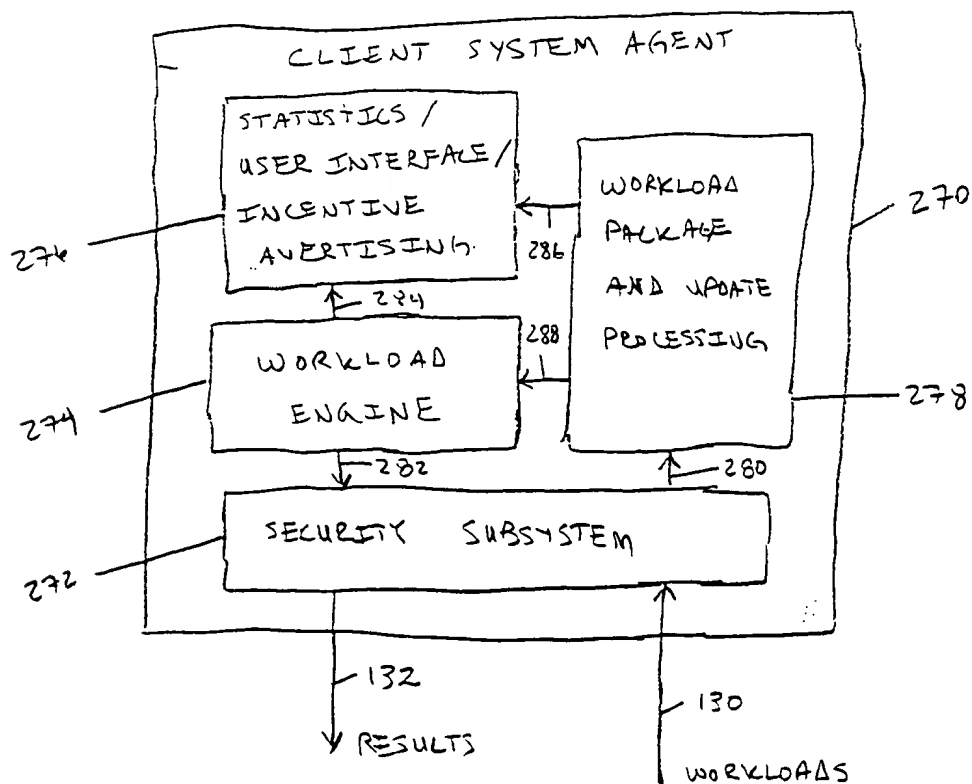 CLIENT SYSTEM AGENT
STATISTICS /
USER INTERFACE /
INCENTIVE
AVERTISING.
WORKLOAD
PACKAGE
AND UPDATE
PROCESSING
270
276
286
284
288
WORKLOAD
ENGINE
274
278
282
280
SECURITY SUBSYSTEM
272
132
130
RESULTS
WORKLOADS